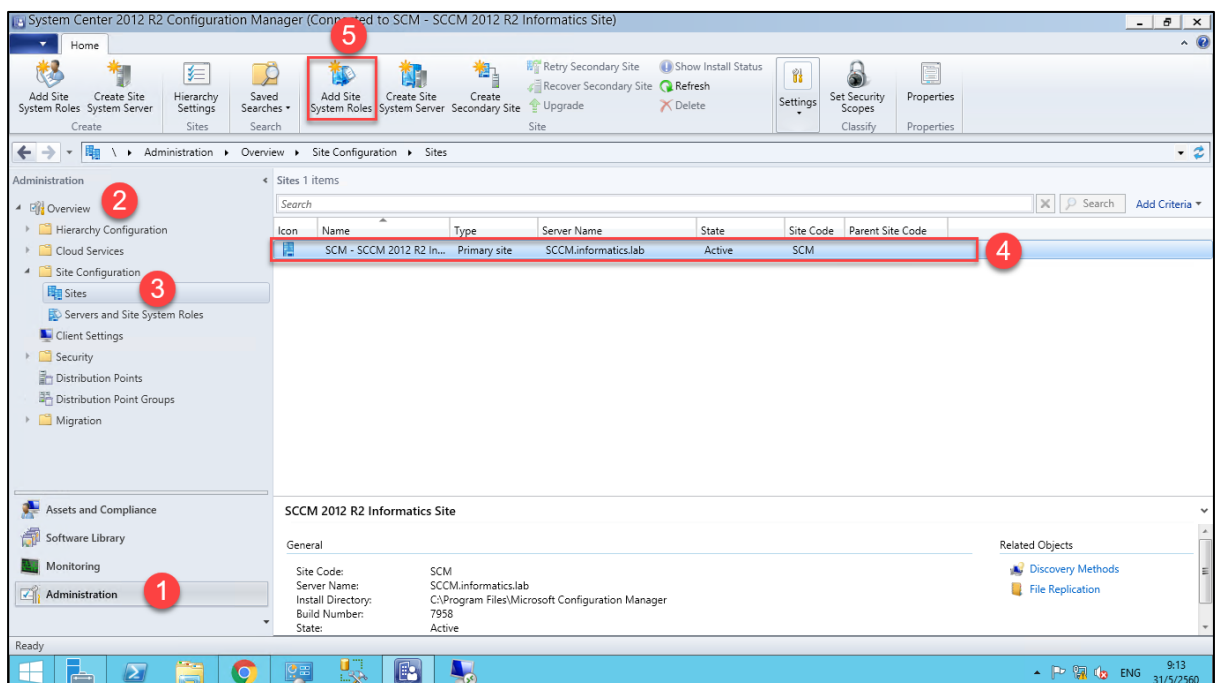 System Center 2012 R2 Configuration Manager (Connected to SCM - SCCM 2012 R2 Informatics Site)
5
Home
Add Site System Roles
Create Site System Server
Hierarchy Settings
Saved Searches
Add Site System Roles
Create Site System Server
Create Secondary Site
Retry Secondary Site
Recover Secondary Site
Upgrade
Show Install Status
Refresh
Delete
Settings
Set Security Scopes
Properties
Create
Sites
Search
Site
Classify
Properties
\ Administration Overview Site Configuration Sites
Administration
Sites 1 items
2
Overview
Search
Search
Add Criteria
Hierarchy Configuration
Icon Name Type Server Name State Site Code Parent Site Code
Cloud Services
SCM - SCCM 2012 R2 In... Primary site SCCM.informatics.lab Active SCM
4
Site Configuration
Sites
3
Servers and Site System Roles
Client Settings
Security
Distribution Points
Distribution Point Groups
Migration
Assets and Compliance
Software Library
Monitoring
Administration
1
SCCM 2012 R2 Informatics Site
General
Site Code: SCM
Server Name: SCCM.informatics.lab
Install Directory: C:\Program Files\Microsoft Configuration Manager
Build Number: 7958
State: Active
Related Objects
Discovery Methods
File Replication
Ready
ENG
9:13
31/5/2560